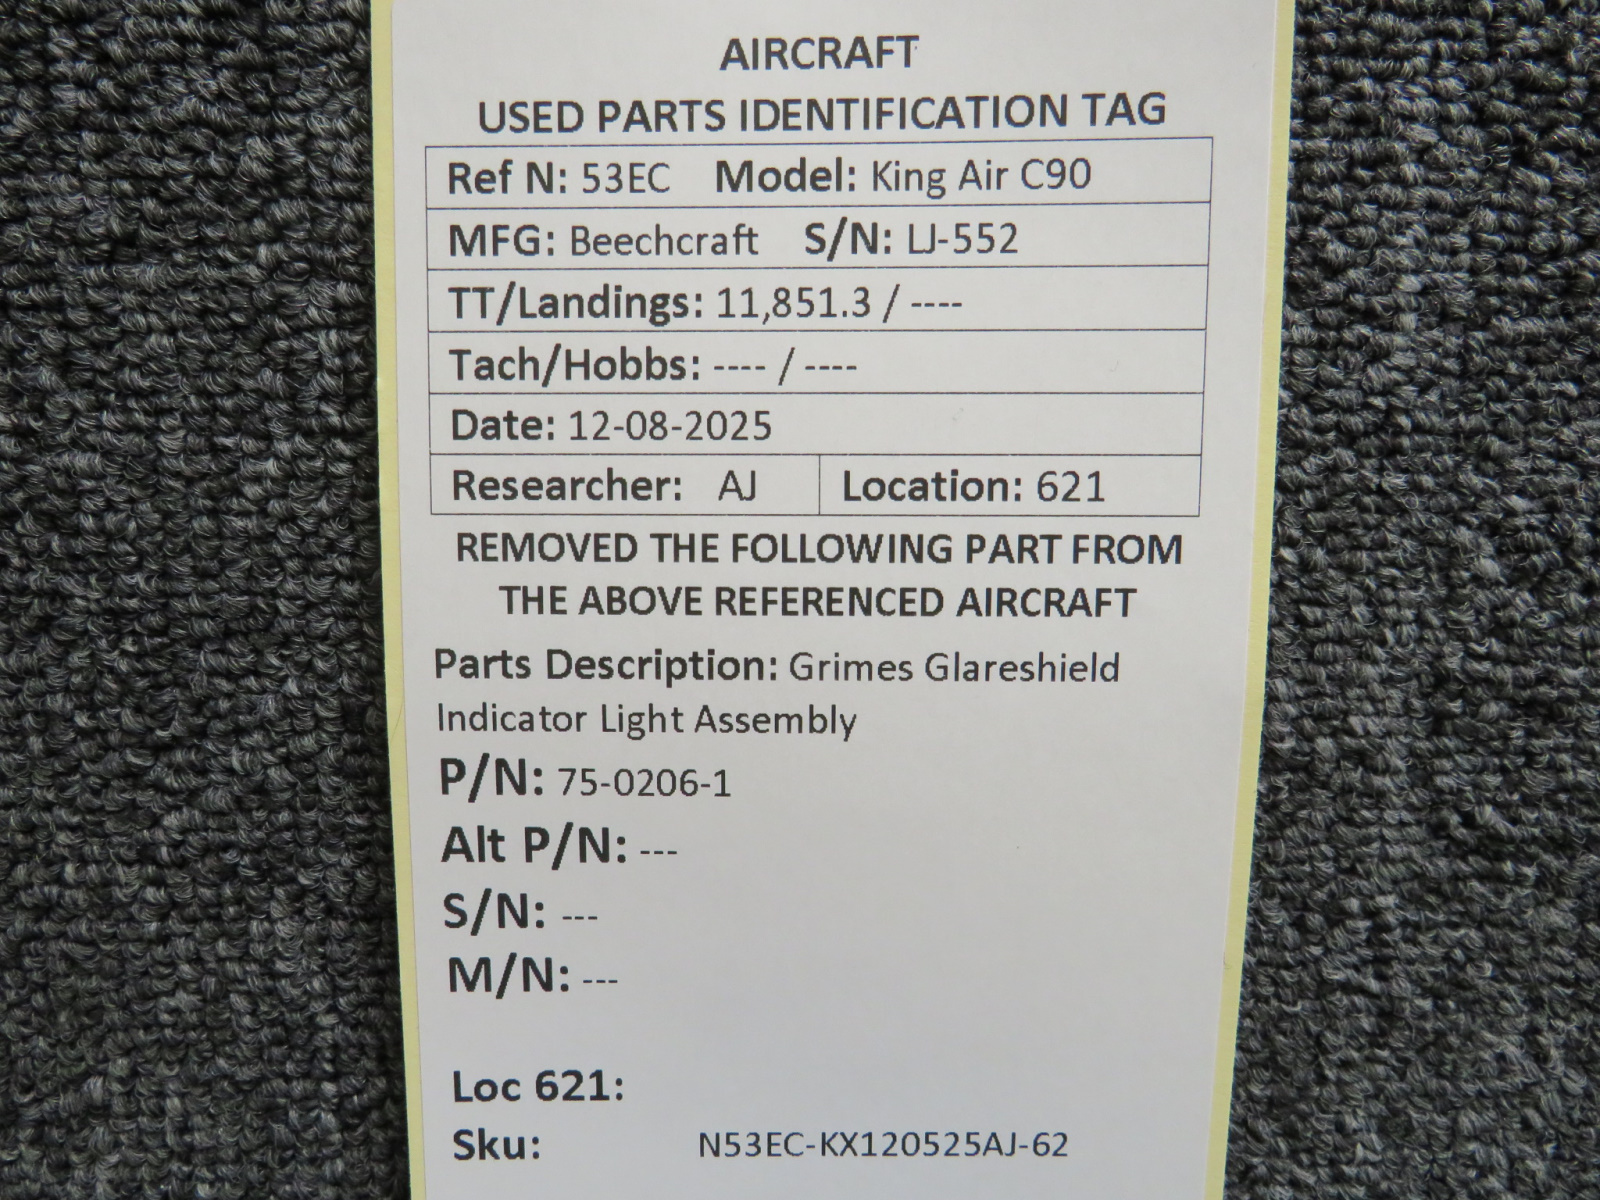 AIRCRAFT
USED PARTS IDENTIFICATION TAG
Ref N: 53EC Model: King Air C90
MFG: Beechcraft S/N: LJ-552
TT/Landings: 11,851.3 / ----
Tach/Hobbs: ---- / ----
Date: 12-08-2025
Researcher: AJ Location: 621
REMOVED THE FOLLOWING PART FROM
THE ABOVE REFERENCED AIRCRAFT
Parts Description: Grimes Glareshield
Indicator Light Assembly
P/N: 75-0206-1
Alt P/N: ---
S/N: ---
M/N: ---
Loc 621:
Sku: N53EC-KX120525AJ-62